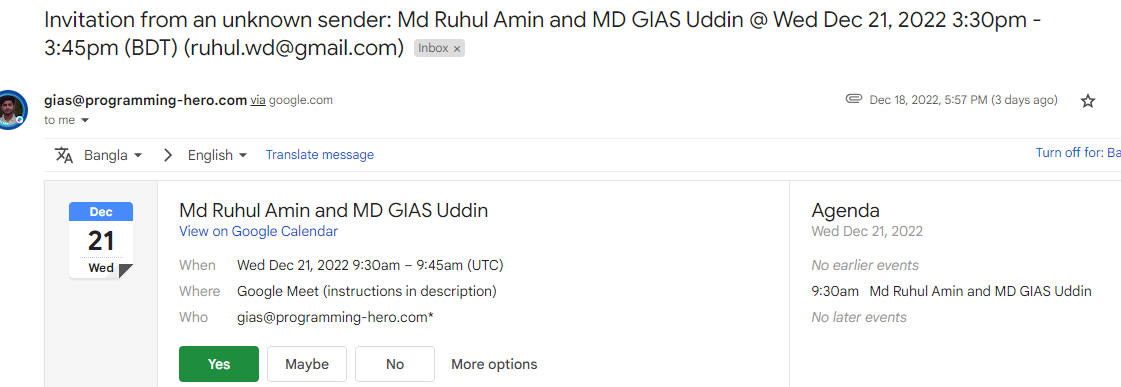 Invitation from an unknown sender: Md Ruhul Amin and MD GIAS Uddin @ Wed Dec 21, 2022 3:30pm -
3:45pm (BDT) (ruhul.wd@gmail.com) Inbox ×
gias@programming-hero.com via google.com
Dec 18, 2022, 5:57 PM (3 days ago)
to me
Bangla > English Translate message
Turn off for: Ba
Dec
21
Wed
Md Ruhul Amin and MD GIAS Uddin
View on Google Calendar
When Wed Dec 21, 2022 9:30am – 9:45am (UTC)
Where Google Meet (instructions in description)
Who gias@programming-hero.com*
Yes Maybe No More options
Agenda
Wed Dec 21, 2022
No earlier events
9:30am Md Ruhul Amin and MD GIAS Uddin
No later events